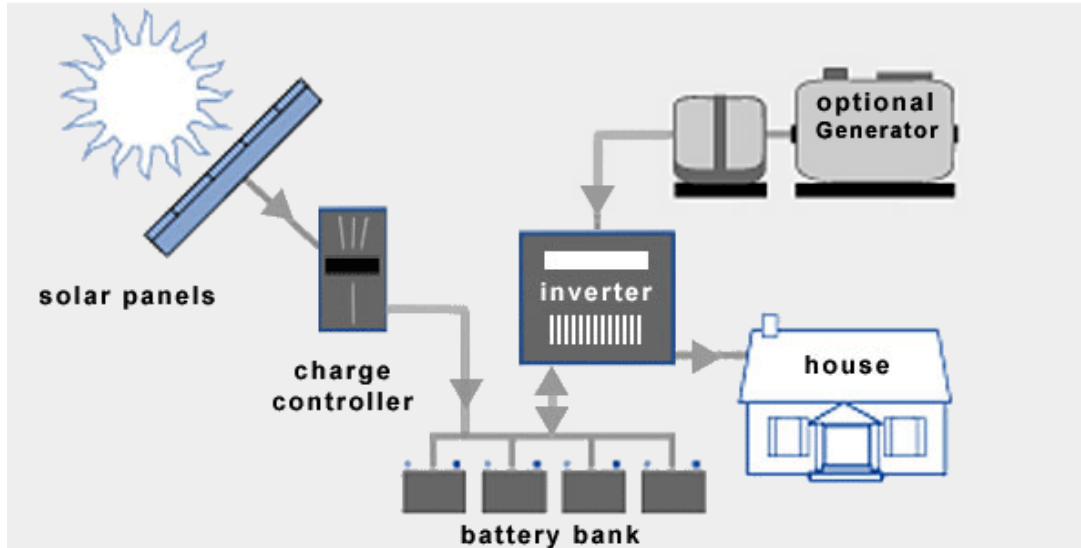 optional
Generator
inverter
solar panels
house
charge
controller
battery bank